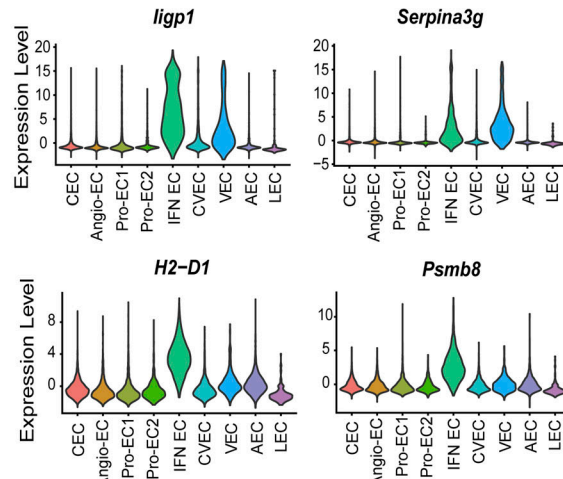 Iigp1
Serpina3g
Expression Level
20
15
10
5
0
20
15
10
5
0
−5
CEC
Angio-EC
Pro-EC1
Pro-EC2
IFN EC
CVEC
VEC
AEC
LEC
CEC
Angio-EC
Pro-EC1
Pro-EC2
IFN EC
CVEC
VEC
AEC
LEC
H2−D1
Psmb8
Expression Level
8
4
0
10
5
0
CEC
Angio-EC
Pro-EC1
Pro-EC2
IFN EC
CVEC
VEC
AEC
LEC
CEC
Angio-EC
Pro-EC1
Pro-EC2
IFN EC
CVEC
VEC
AEC
LEC